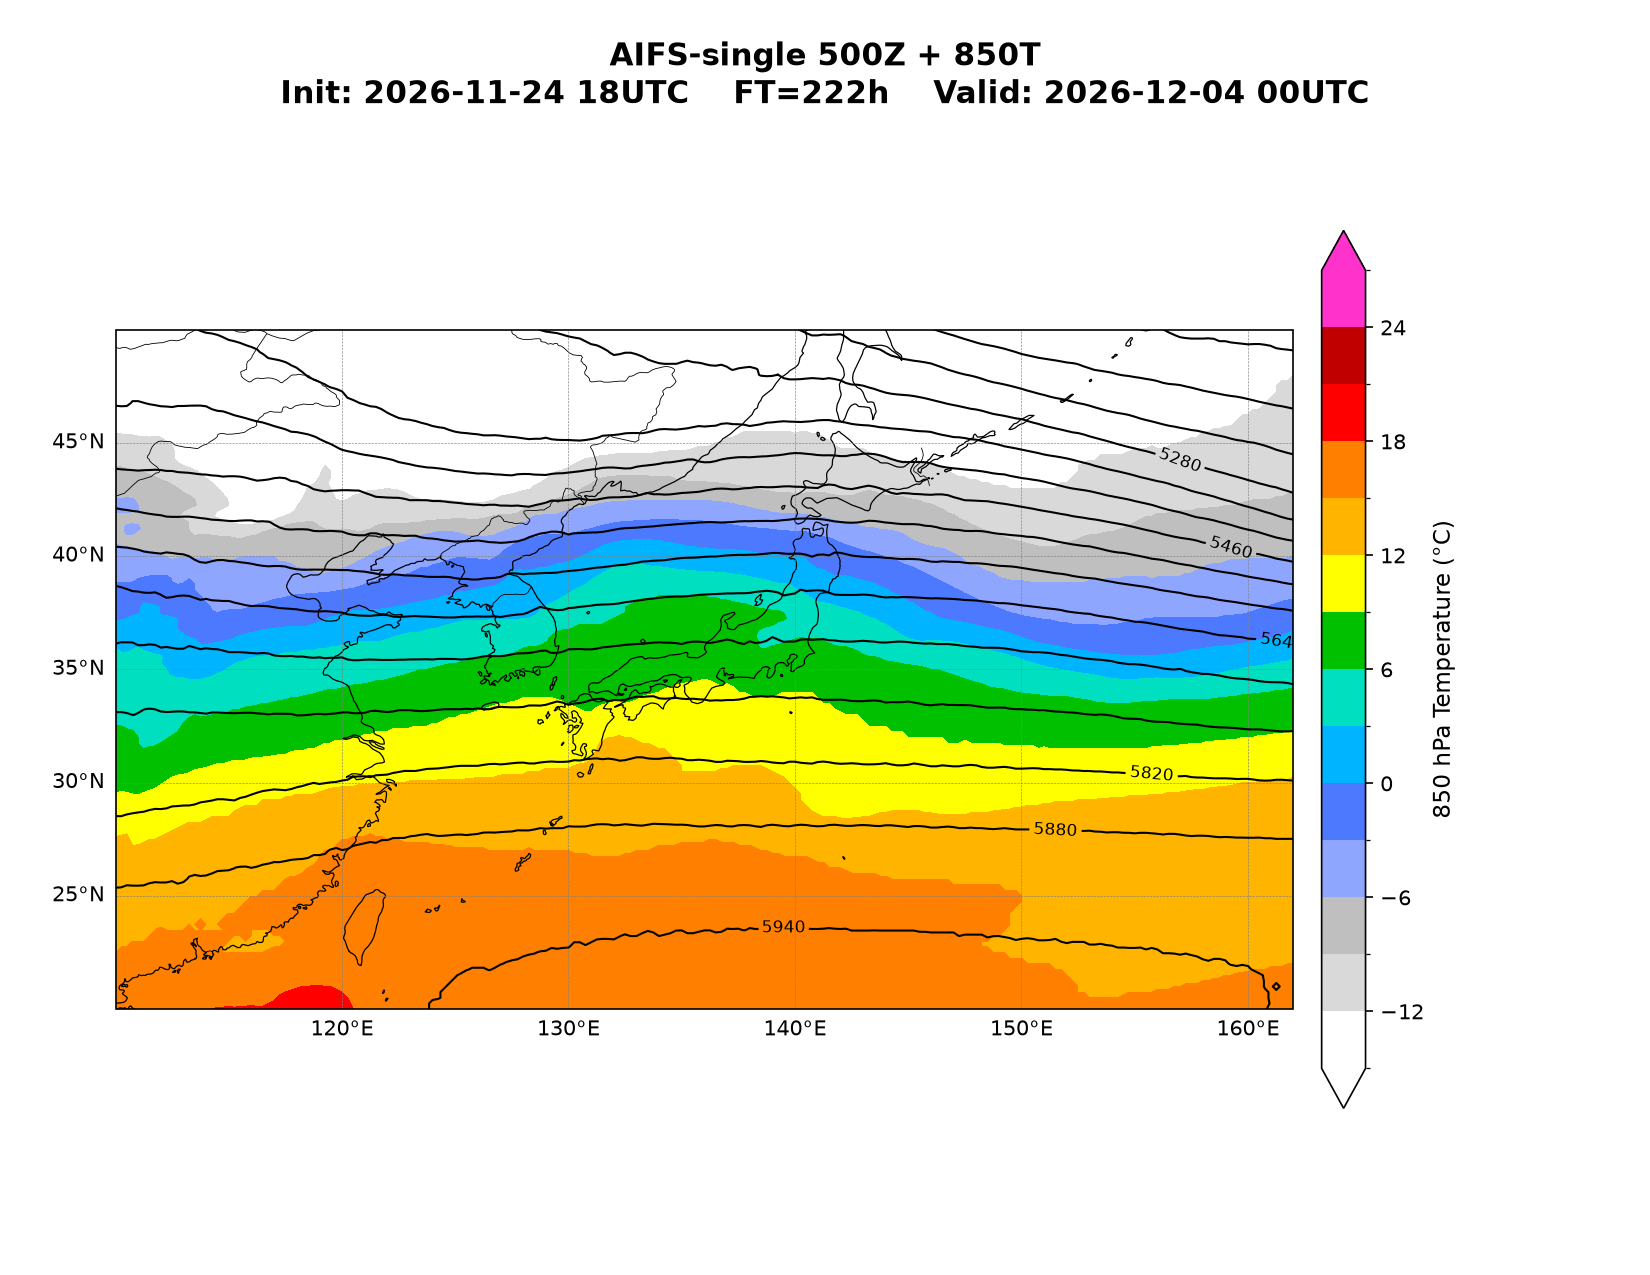 AIFS-single 500Z + 850T
Init: 2026-11-24 18UTC    FT=222h    Valid: 2026-12-04 00UTC
24
18
12
6
0
−6
−12
850 hPa Temperature (°C)
45°N
40°N
35°N
30°N
25°N
5280
5460
564
5820
5880
5940
120°E
130°E
140°E
150°E
160°E